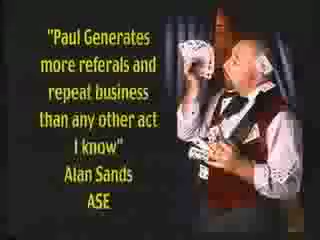 "Paul Generates
more referals and
repeat business
than any other act
I know"
Alan Sands
ASE